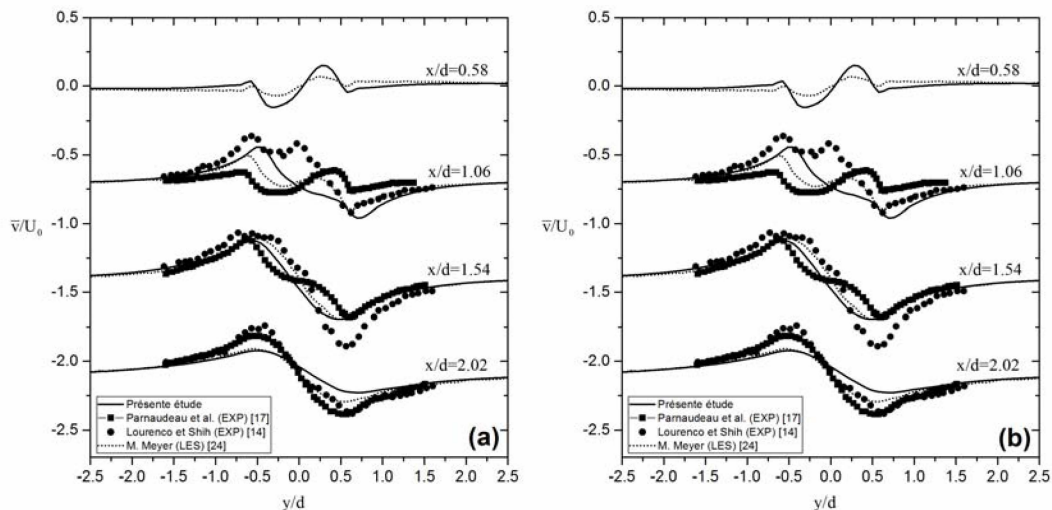 0.5
0.0
-0.5
-1.0
v̅/U₀
-1.5
-2.0
-2.5
x/d=0.58
x/d=1.06
x/d=1.54
x/d=2.02
Présente étude
Parnaudeau et al. (EXP) [17]
Lourenco et Shih (EXP) [14]
M. Meyer (LES) [24]
(a)
-2.5 -2.0 -1.5 -1.0 -0.5 0.0 0.5 1.0 1.5 2.0 2.5
y/d
0.5
0.0
-0.5
-1.0
v̅/U₀
-1.5
-2.0
-2.5
x/d=0.58
x/d=1.06
x/d=1.54
x/d=2.02
Présente étude
Parnaudeau et al. (EXP) [17]
Lourenco et Shih (EXP) [14]
M. Meyer (LES) [24]
(b)
-2.5 -2.0 -1.5 -1.0 -0.5 0.0 0.5 1.0 1.5 2.0 2.5
y/d